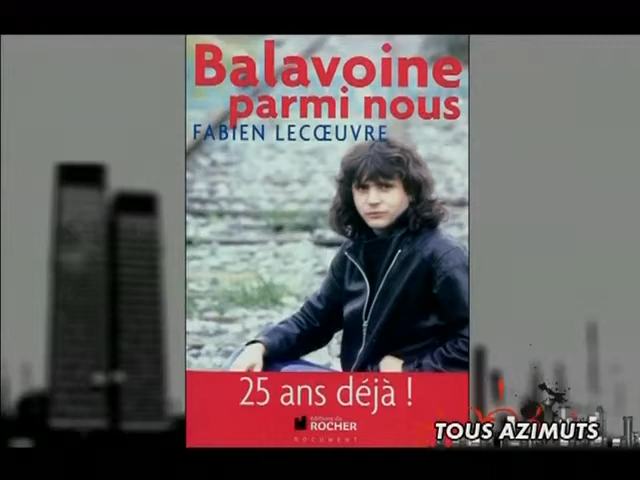 Balavoine
parmi nous
FABIEN LECŒUVRE
25 ans déjà !
éditions du
ROCHER
DOCUMENT
TOUS AZIMUTS